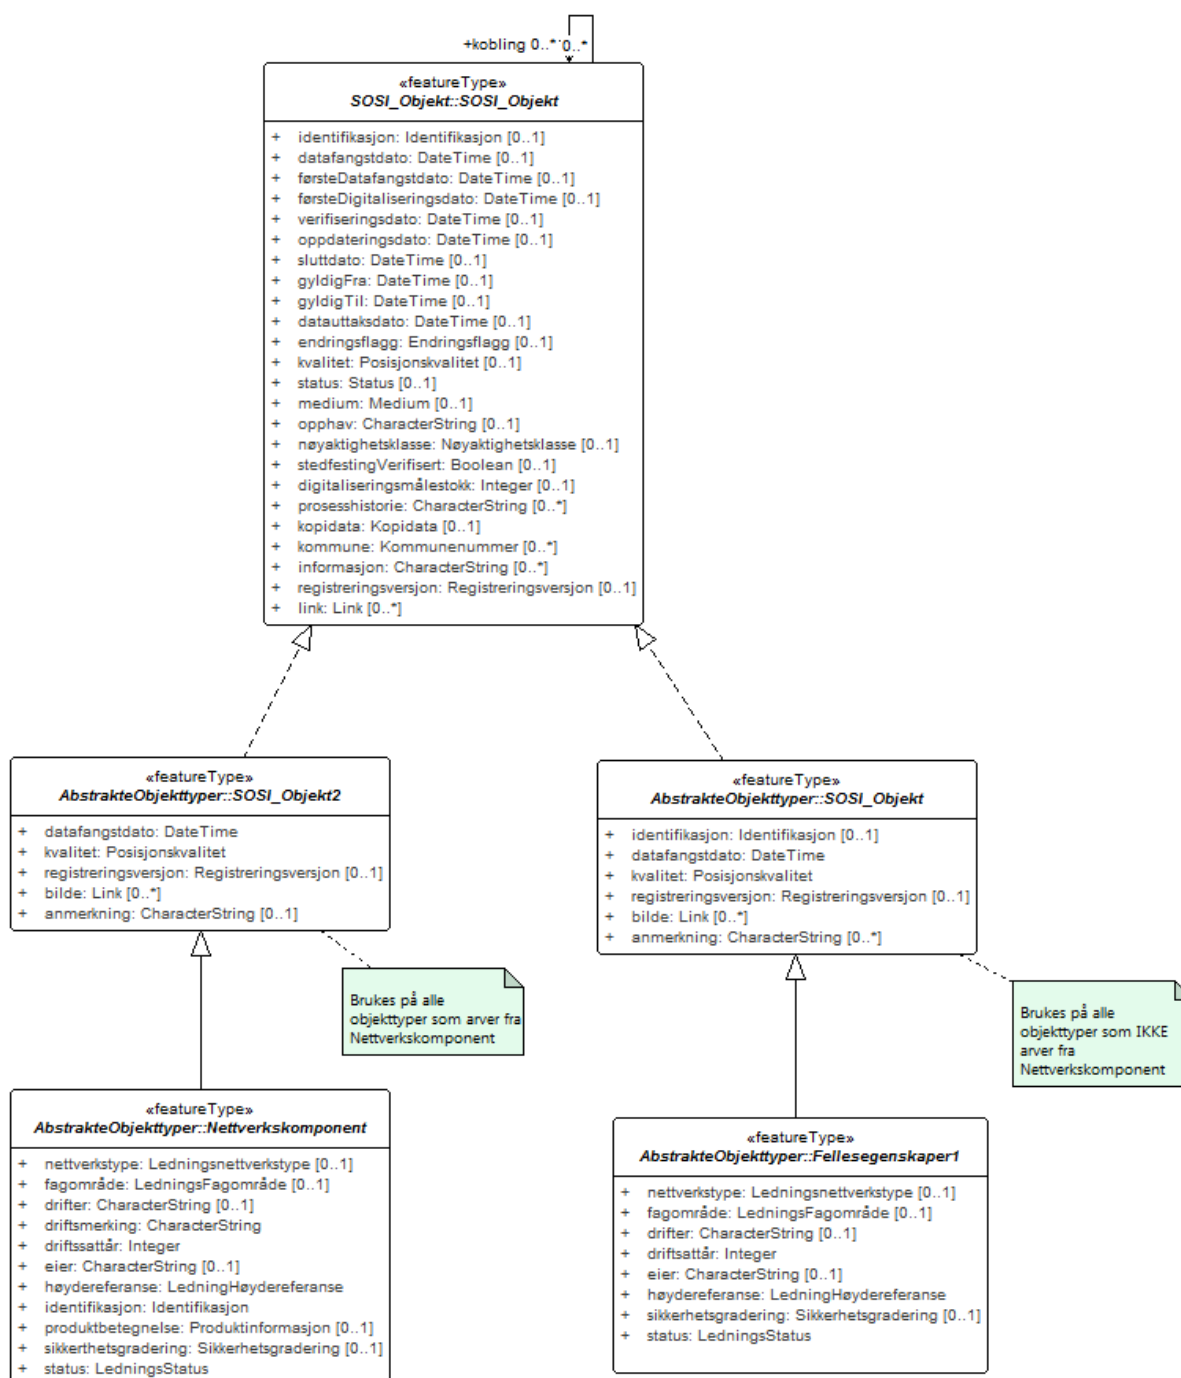 +kobling 0..* 0..*
«featureType»
SOSI_Objekt::SOSI_Objekt
+ identifikasjon: Identifikasjon [0..1]
+ datafangstdato: DateTime [0..1]
+ førsteDatafangstdato: DateTime [0..1]
+ førsteDigitaliseringsdato: DateTime [0..1]
+ verifiseringsdato: DateTime [0..1]
+ oppdateringsdato: DateTime [0..1]
+ sluttdato: DateTime [0..1]
+ gyldigFra: DateTime [0..1]
+ gyldigTil: DateTime [0..1]
+ datauttaksdato: DateTime [0..1]
+ endringsflagg: Endringsflagg [0..1]
+ kvalitet: Posisjonskvalitet [0..1]
+ status: Status [0..1]
+ medium: Medium [0..1]
+ opphav: CharacterString [0..1]
+ nøyaktighetsklasse: Nøyaktighetsklasse [0..1]
+ stedfestingVerifisert: Boolean [0..1]
+ digitaliseringsmålestokk: Integer [0..1]
+ prosesshistorie: CharacterString [0..*]
+ kopidata: Kopidata [0..1]
+ kommune: Kommunenummer [0..*]
+ informasjon: CharacterString [0..*]
+ registreringsversjon: Registreringsversjon [0..1]
+ link: Link [0..*]
«featureType»
AbstrakteObjekttyper::SOSI_Objekt2
+ datafangstdato: DateTime
+ kvalitet: Posisjonskvalitet
+ registreringsversjon: Registreringsversjon [0..1]
+ bilde: Link [0..*]
+ anmerkning: CharacterString [0..1]
«featureType»
AbstrakteObjekttyper::SOSI_Objekt
+ identifikasjon: Identifikasjon [0..1]
+ datafangstdato: DateTime
+ kvalitet: Posisjonskvalitet
+ registreringsversjon: Registreringsversjon [0..1]
+ bilde: Link [0..*]
+ anmerkning: CharacterString [0..*]
Brukes på alle
objekttyper som arver fra
Nettverkskomponent
Brukes på alle
objekttyper som IKKE
arver fra
Nettverkskomponent
«featureType»
AbstrakteObjekttyper::Nettverkskomponent
+ nettverkstype: Ledningsnettverkstype [0..1]
+ fagområde: LedningsFagområde [0..1]
+ drifter: CharacterString [0..1]
+ driftsmerking: CharacterString
+ driftssattår: Integer
+ eier: CharacterString [0..1]
+ høydereferanse: LedningHøydereferanse
+ identifikasjon: Identifikasjon
+ produktbetegnelse: Produktinformasjon [0..1]
+ sikkerthetsgradering: Sikkerhetsgradering [0..1]
+ status: LedningsStatus
«featureType»
AbstrakteObjekttyper::Fellesegenskaper1
+ nettverkstype: Ledningsnettverkstype [0..1]
+ fagområde: LedningsFagområde [0..1]
+ drifter: CharacterString [0..1]
+ driftsattår: Integer
+ eier: CharacterString [0..1]
+ høydereferanse: LedningHøydereferanse
+ sikkerhetsgradering: Sikkerhetsgradering [0..1]
+ status: LedningsStatus